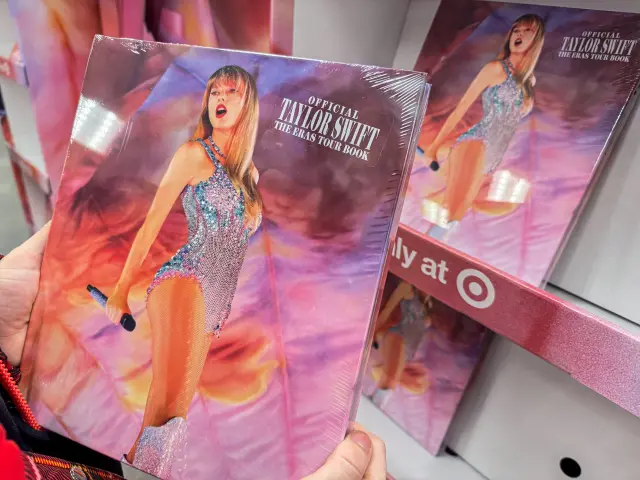 OFFICIAL
TAYLOR SWIFT
THE ERAS TOUR BOOK
OFFICIAL
TAYLOR SWIFT
THE ERAS TOUR BOOK
ly at